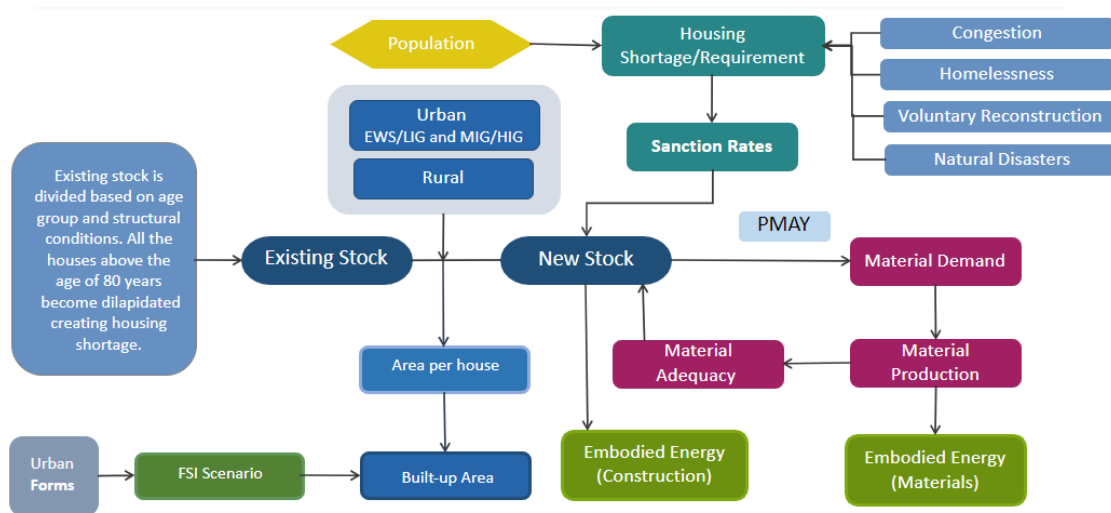 Population
Housing
Shortage/Requirement
Congestion
Homelessness
Voluntary Reconstruction
Natural Disasters
Urban
EWS/LIG and MIG/HIG
Rural
Sanction Rates
Existing stock is
divided based on age
group and structural
conditions. All the
houses above the
age of 80 years
become dilapidated
creating housing
shortage.
Existing Stock
New Stock
PMAY
Material Demand
Area per house
Material
Adequacy
Material
Production
Urban
Forms
FSI Scenario
Built-up Area
Embodied Energy
(Construction)
Embodied Energy
(Materials)